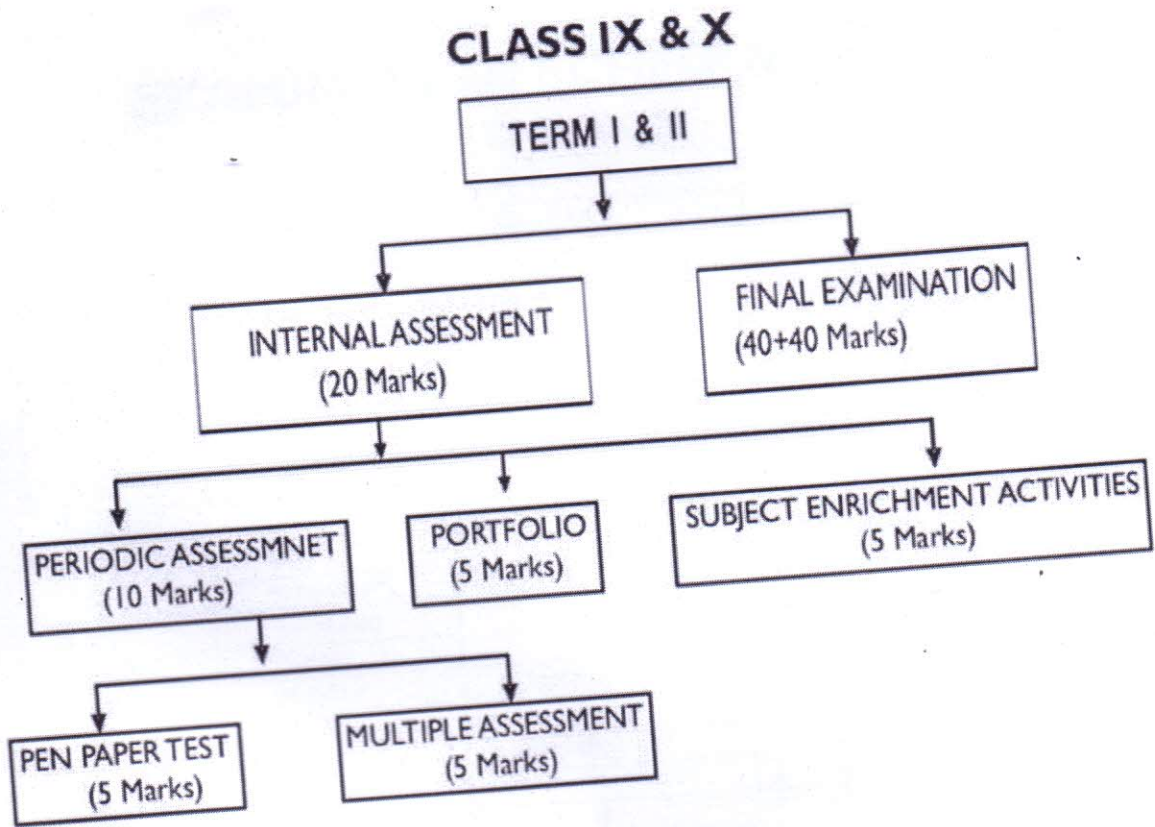 CLASS IX & X
TERM I & II
INTERNAL ASSESSMENT
(20 Marks)
FINAL EXAMINATION
(40+40 Marks)
PERIODIC ASSESSMNET
(10 Marks)
PORTFOLIO
(5 Marks)
SUBJECT ENRICHMENT ACTIVITIES
(5 Marks)
PEN PAPER TEST
(5 Marks)
MULTIPLE ASSESSMENT
(5 Marks)